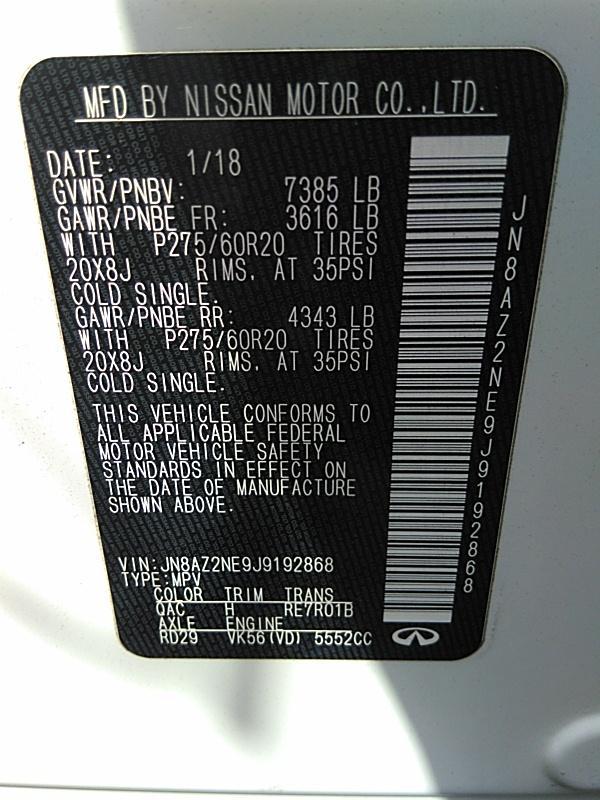 MFD BY NISSAN MOTOR CO.,LTD.
DATE: 1/18
GVWR/PNBV: 7385 LB
GAWR/PNBE FR: 3616 LB
WITH P275/60R20 TIRES
20X8J RIMS. AT 35PSI
COLD SINGLE.
GAWR/PNBE RR: 4343 LB
WITH P275/60R20 TIRES
20X8J RIMS. AT 35PSI
COLD SINGLE.
THIS VEHICLE CONFORMS TO
ALL APPLICABLE FEDERAL
MOTOR VEHICLE SAFETY
STANDARDS IN EFFECT ON
THE DATE OF MANUFACTURE
SHOWN ABOVE.
VIN:JN8AZ2NE9J9192868
TYPE:MPV
COLOR TRIM TRANS
QAC H RE7R01B
AXLE ENGINE
RD29 VK56(VD) 5552CC
JN8AZ2NE9J9192868